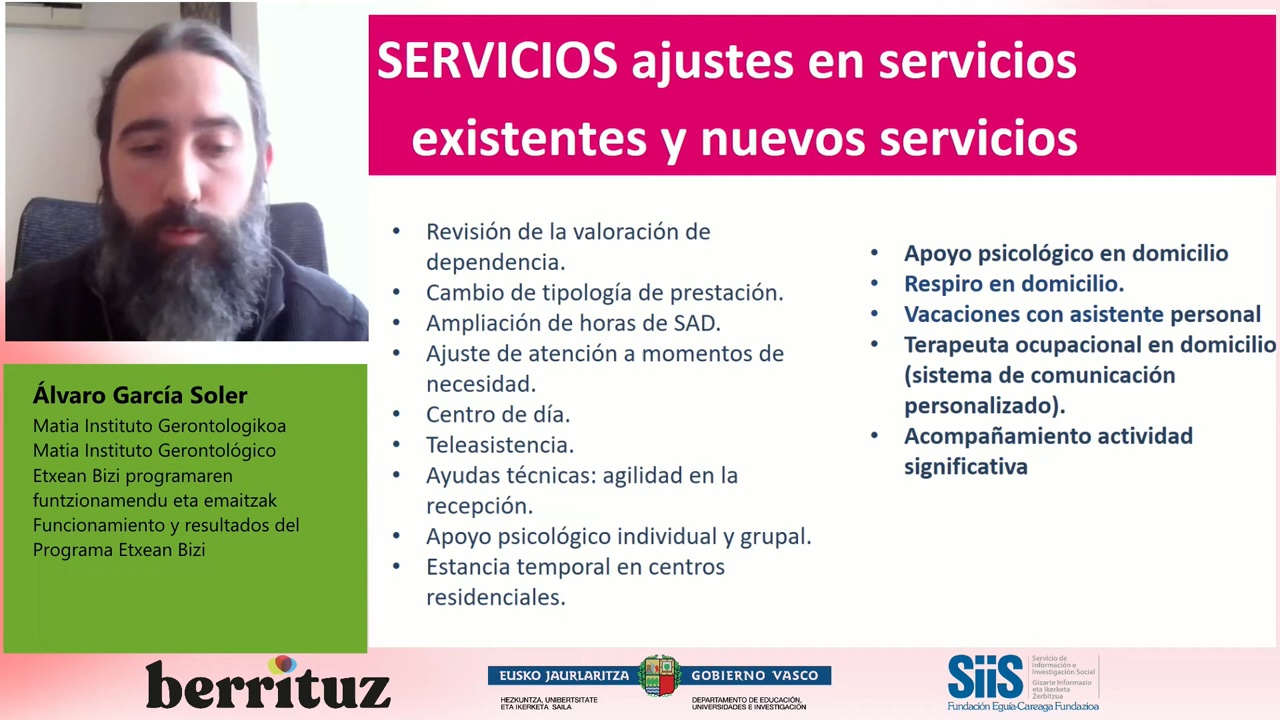 SERVICIOS ajustes en servicios
existentes y nuevos servicios
• Revisión de la valoración de
dependencia.
• Cambio de tipología de prestación.
• Ampliación de horas de SAD.
• Ajuste de atención a momentos de
necesidad.
• Centro de día.
• Teleasistencia.
• Ayudas técnicas: agilidad en la
recepción.
• Apoyo psicológico individual y grupal.
• Estancia temporal en centros
residenciales.
• Apoyo psicológico en domicilio
• Respiro en domicilio.
• Vacaciones con asistente personal
• Terapeuta ocupacional en domicilio
(sistema de comunicación
personalizado).
• Acompañamiento actividad
significativa
Álvaro García Soler
Matia Instituto Gerontologikoa
Matia Instituto Gerontológico
Etxean Bizi programaren
funtzionamendu eta emaitzak
Funcionamiento y resultados del
Programa Etxean Bizi
berrituz
EUSKO JAURLARITZA
GOBIERNO VASCO
HEZKUNTZA, UNIBERTSITATE
ETA IKERKETA SAILA
DEPARTAMENTO DE EDUCACIÓN,
UNIVERSIDADES E INVESTIGACIÓN
SiiS
Servicio de
Información e
Investigación Social
Gizarte Informazio
eta Ikerketa
Zerbitzua
Fundación Eguía-Careaga Fundazioa